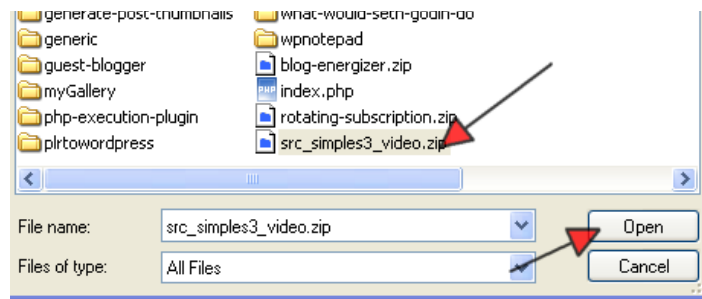 generate-post-thumbnails
generic
guest-blogger
myGallery
php-execution-plugin
plrtowordpress
what-would-seth-godin-do
wpnotepad
blog-energizer.zip
PHP index.php
rotating-subscription.zip
src_simples3_video.zip
File name: src_simples3_video.zip Open
Files of type: All Files Cancel